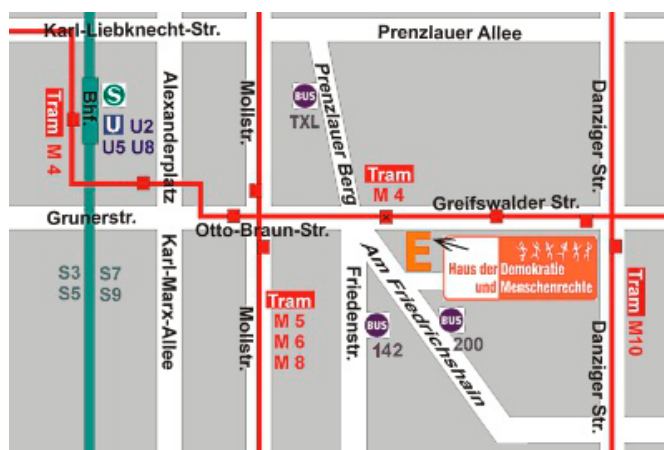 Karl-Liebknecht-Str.
Prenzlauer Allee
Bhf.
S
U U2
U5 U8
Tram M 4
Alexanderplatz
Mollstr.
BUS
TXL
Prenzlauer Berg
Danziger Str.
Tram
M 4
Greifswalder Str.
Grunerstr.
Otto-Braun-Str.
E
Haus der Demokratie
und Menschenrechte
S3 S7
S5 S9
Karl-Marx-Allee
Mollstr.
Tram
M 5
M 6
M 8
Friedenstr.
BUS
142
Am Friedrichshain
BUS
200
Danziger Str.
Tram M10